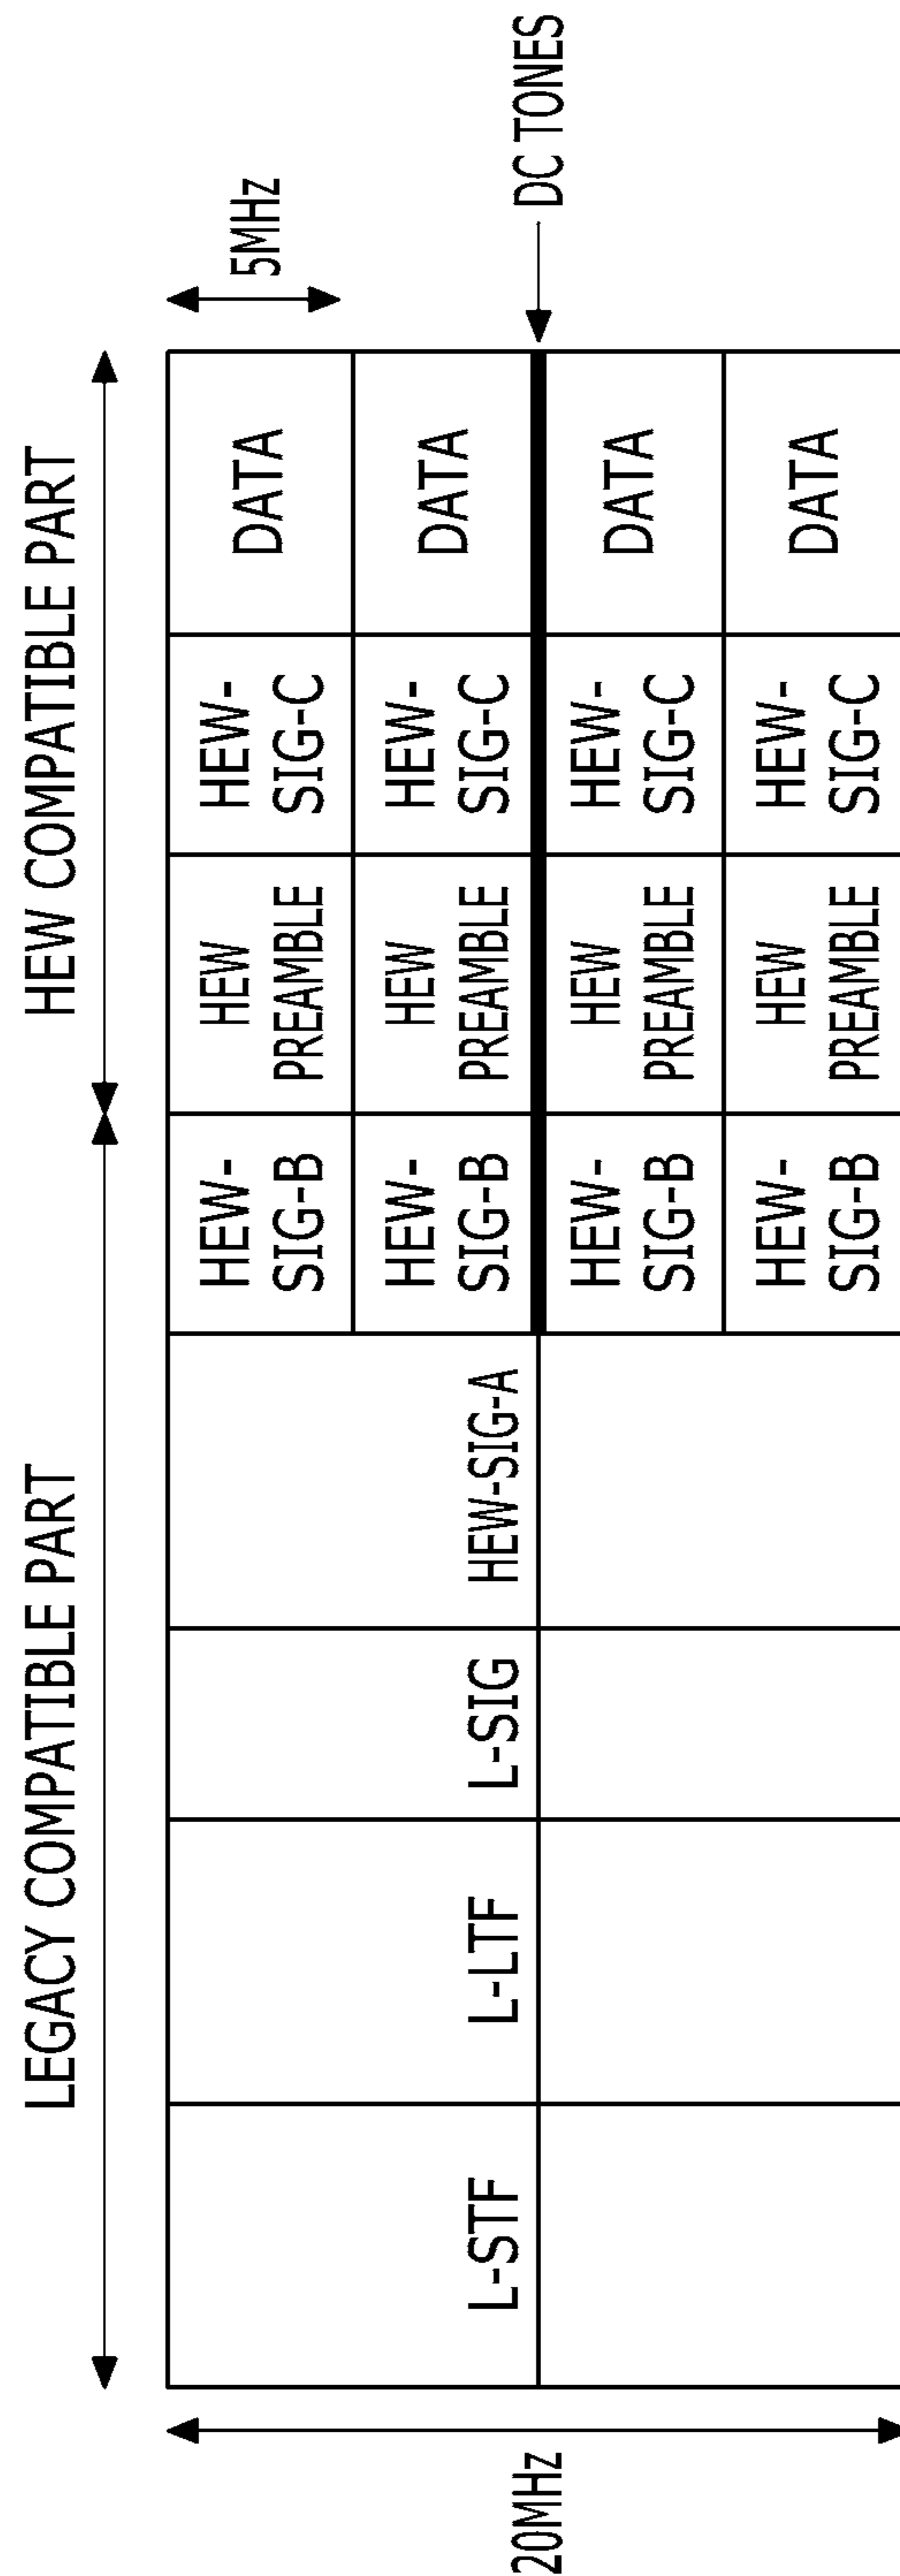 LEGACY COMPATIBLE PART
HEW COMPATIBLE PART
20MHz
L-STF
L-LTF
L-SIG
HEW-SIG-A
HEW-
SIG-B
HEW
PREAMBLE
HEW-
SIG-C
DATA
HEW-
SIG-B
HEW
PREAMBLE
HEW-
SIG-C
DATA
HEW-
SIG-B
HEW
PREAMBLE
HEW-
SIG-C
DATA
HEW-
SIG-B
HEW
PREAMBLE
HEW-
SIG-C
DATA
5MHz
DC TONES